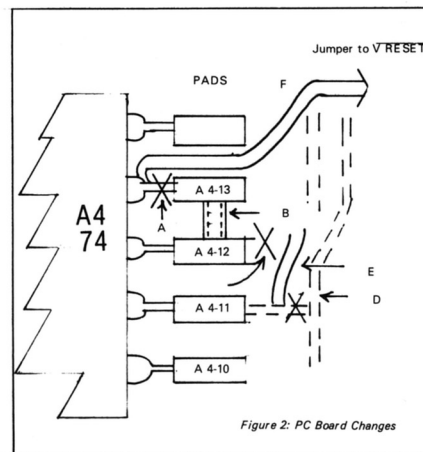 Jumper to V RESET
PADS
F
A4
74
A 4-13
A
B
A 4-12
E
D
A 4-11
A 4-10
Figure 2: PC Board Changes